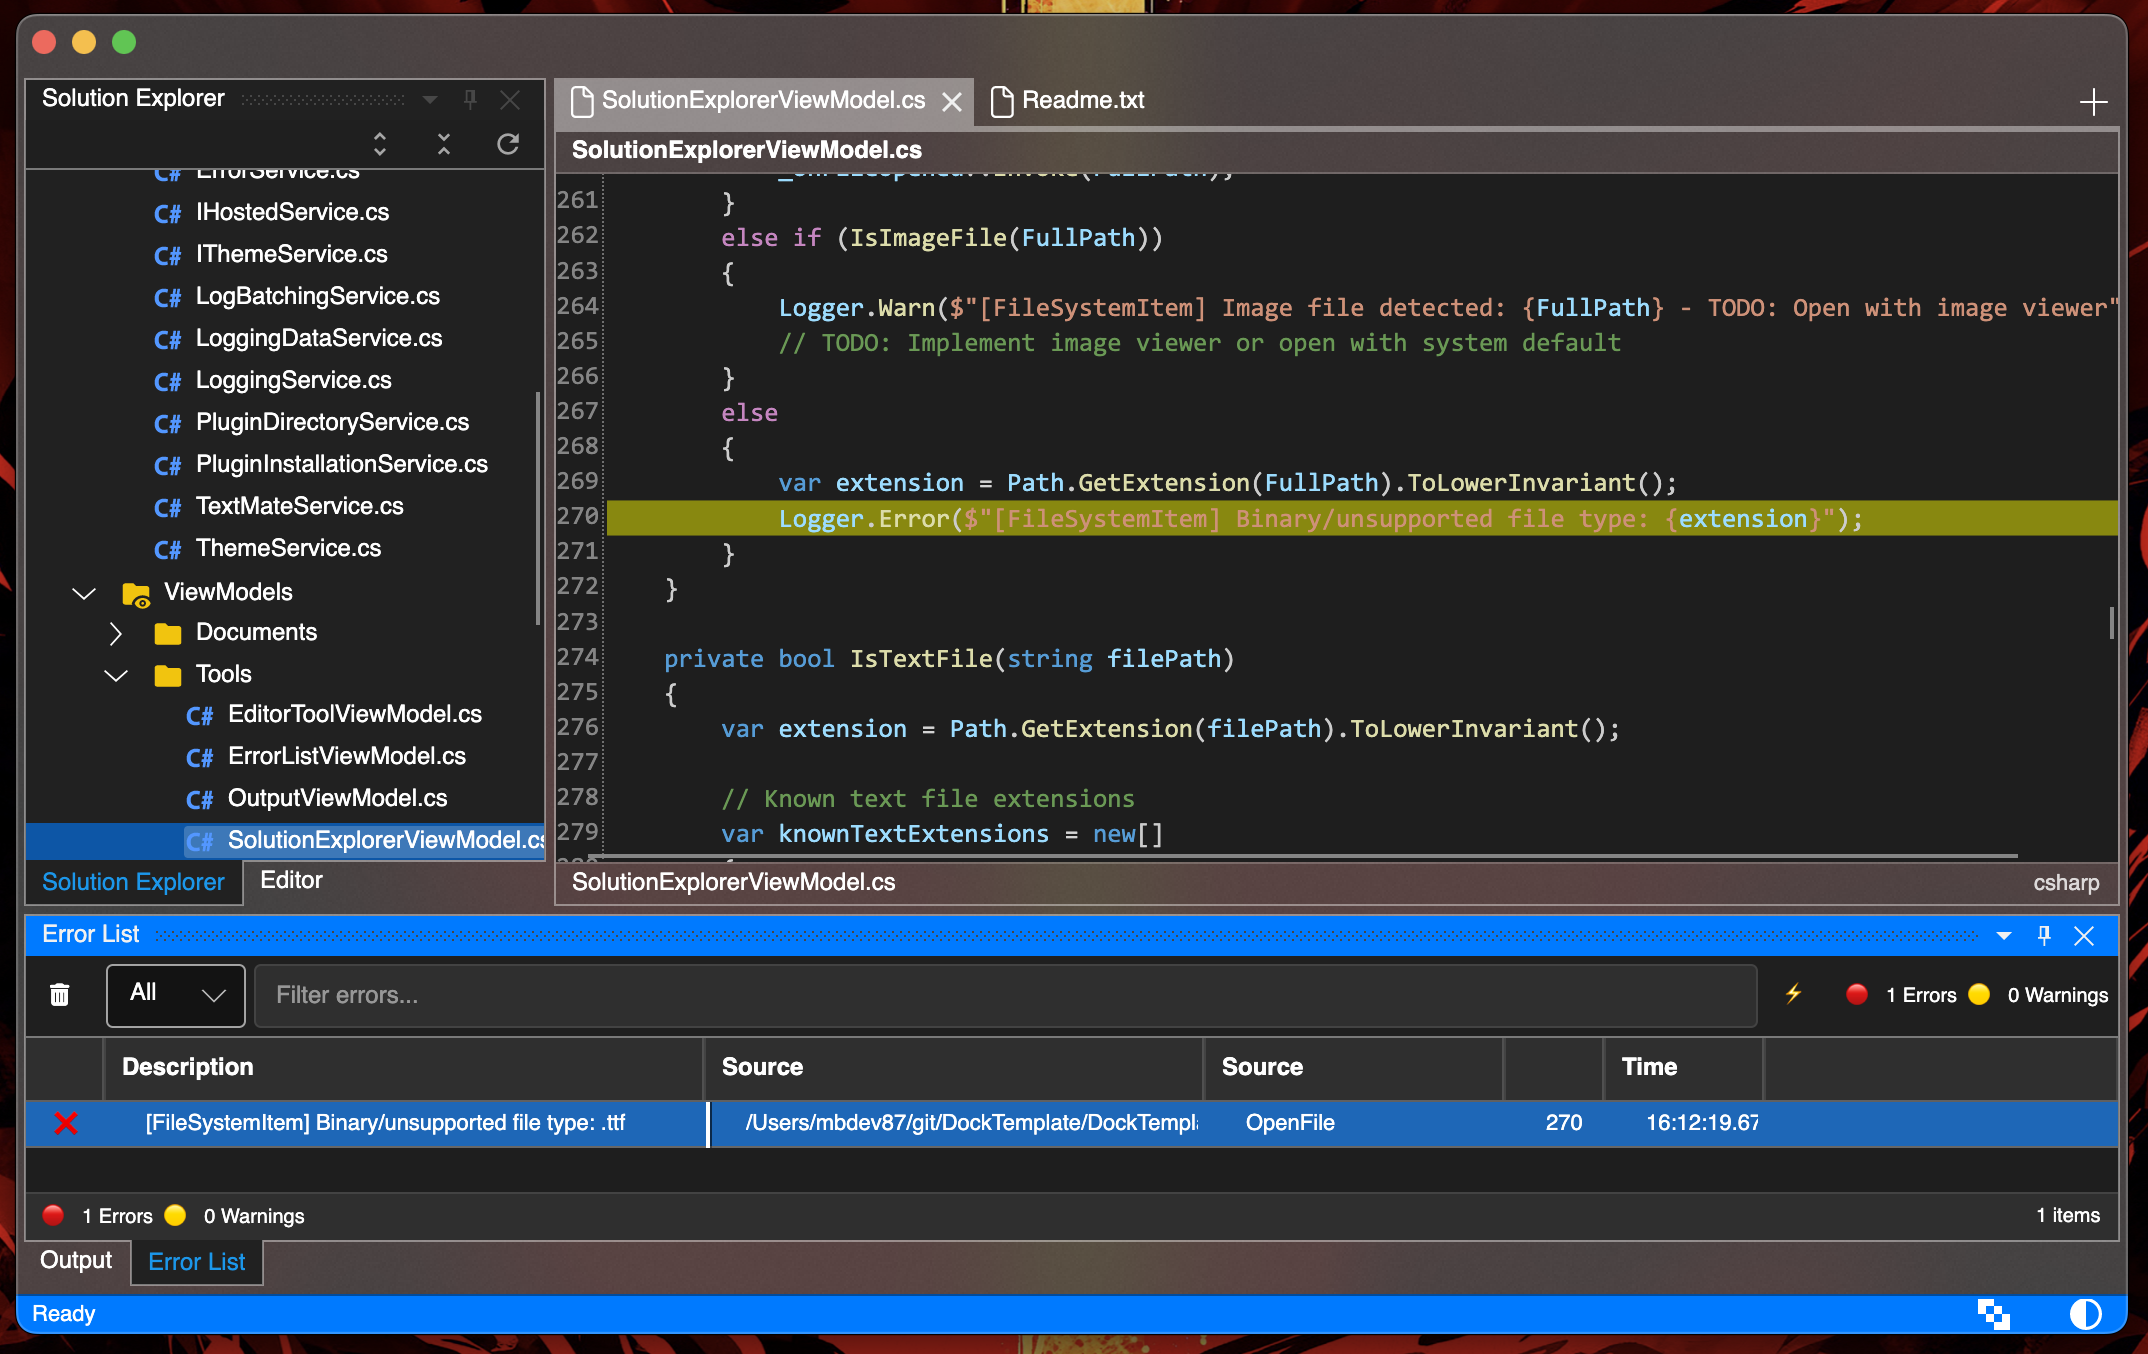 Solution Explorer
ErrorService.cs
C# IHostedService.cs
C# IThemeService.cs
C# LogBatchingService.cs
C# LoggingDataService.cs
C# LoggingService.cs
C# PluginDirectoryService.cs
C# PluginInstallationService.cs
C# TextMateService.cs
C# ThemeService.cs
ViewModels
Documents
Tools
C# EditorToolViewModel.cs
C# ErrorListViewModel.cs
C# OutputViewModel.cs
C# SolutionExplorerViewModel.cs
Solution Explorer Editor
SolutionExplorerViewModel.cs Readme.txt
SolutionExplorerViewModel.cs
261 }
262 else if (IsImageFile(FullPath))
263 {
264 Logger.Warn($"[FileSystemItem] Image file detected: {FullPath} - TODO: Open with image viewer"
265 // TODO: Implement image viewer or open with system default
266 }
267 else
268 {
269 var extension = Path.GetExtension(FullPath).ToLowerInvariant();
270 Logger.Error($"[FileSystemItem] Binary/unsupported file type: {extension}");
271 }
272 }
273
274 private bool IsTextFile(string filePath)
275 {
276 var extension = Path.GetExtension(filePath).ToLowerInvariant();
277
278 // Known text file extensions
279 var knownTextExtensions = new[]
SolutionExplorerViewModel.cs csharp
Error List
All Filter errors... 1 Errors 0 Warnings
Description Source Source Time
[FileSystemItem] Binary/unsupported file type: .ttf /Users/mbdev87/git/DockTemplate/DockTempl OpenFile 270 16:12:19.67
1 Errors 0 Warnings 1 items
Output Error List
Ready